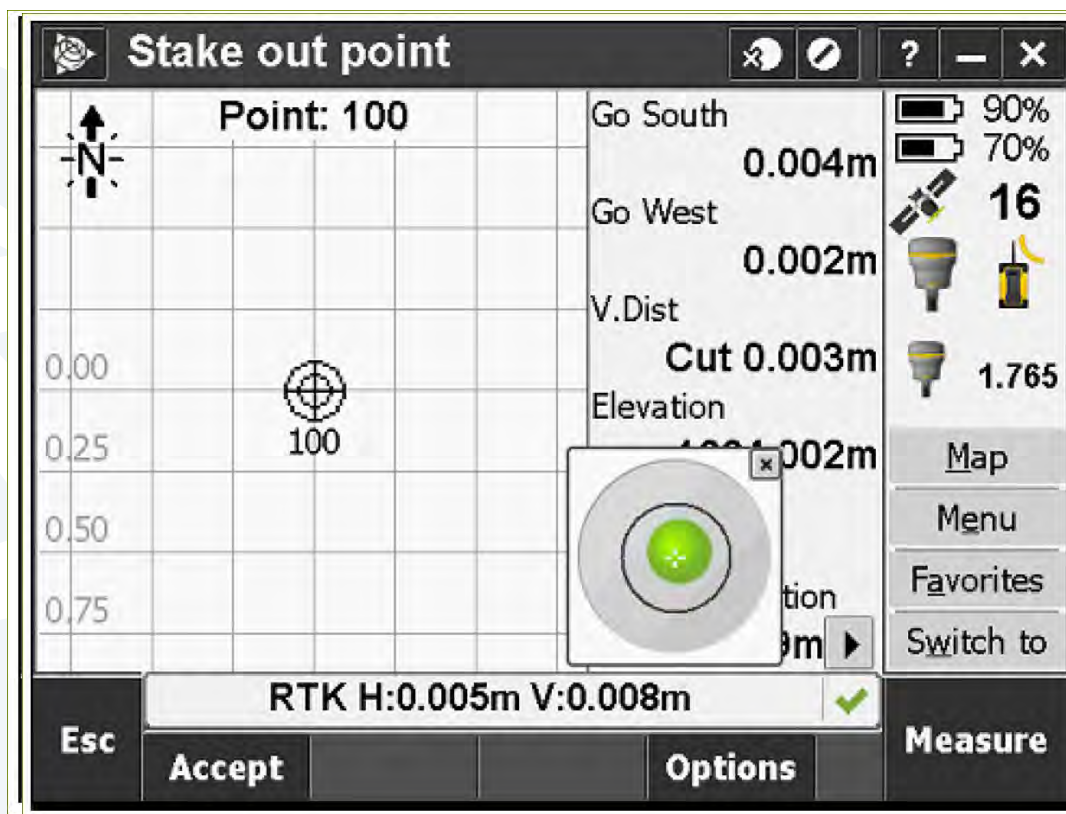 Stake out point
? – ×
Point: 100
N
0.00
0.25
0.50
0.75
100
Go South
0.004m
Go West
0.002m
V.Dist
Cut 0.003m
Elevation
002m
tion
m
90%
70%
16
1.765
Map
Menu
Favorites
Switch to
RTK H:0.005m V:0.008m
Esc
Accept
Options
Measure